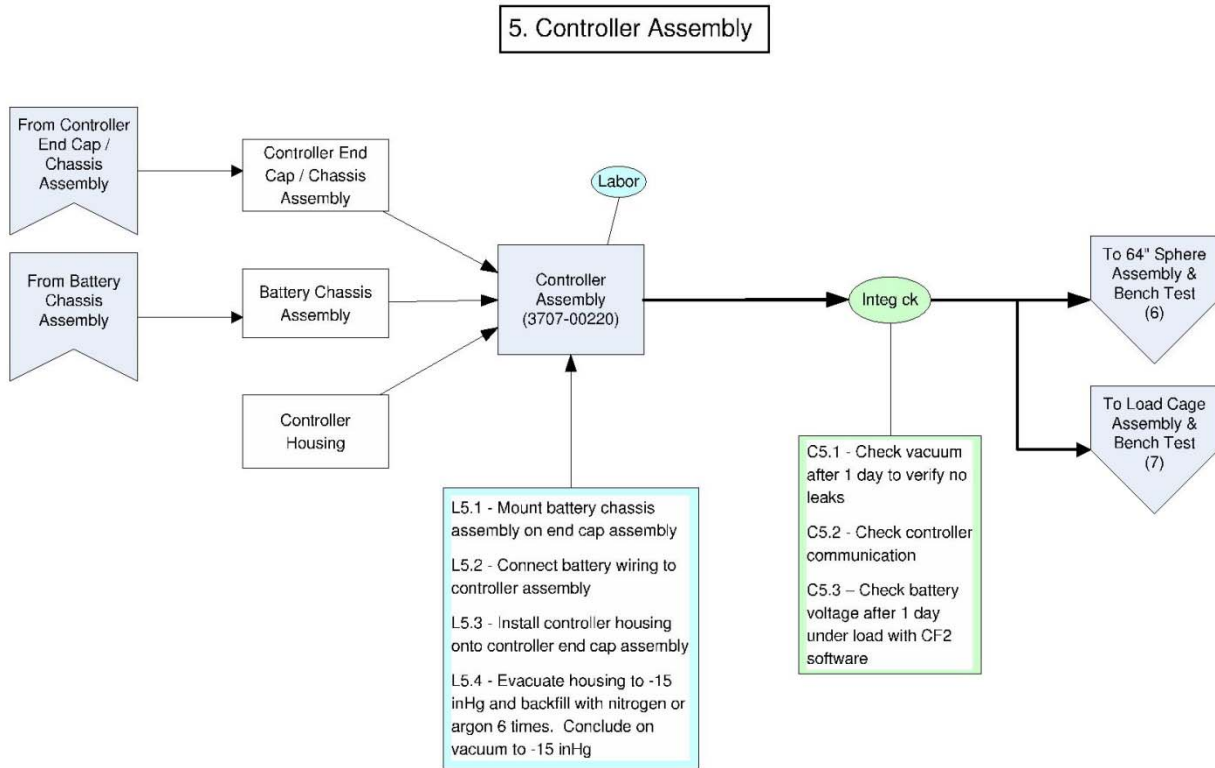 5. Controller Assembly
From Controller
End Cap /
Chassis
Assembly
Controller End
Cap / Chassis
Assembly
Labor
From Battery
Chassis
Assembly
Battery Chassis
Assembly
Controller
Assembly
(3707-00220)
Integ ck
To 64" Sphere
Assembly &
Bench Test
(6)
Controller
Housing
To Load Cage
Assembly &
Bench Test
(7)
L5.1 - Mount battery chassis
assembly on end cap assembly
L5.2 - Connect battery wiring to
controller assembly
L5.3 - Install controller housing
onto controller end cap assembly
L5.4 - Evacuate housing to -15
inHg and backfill with nitrogen or
argon 6 times.  Conclude on
vacuum to -15 inHg
C5.1 - Check vacuum
after 1 day to verify no
leaks
C5.2 - Check controller
communication
C5.3 – Check battery
voltage after 1 day
under load with CF2
software